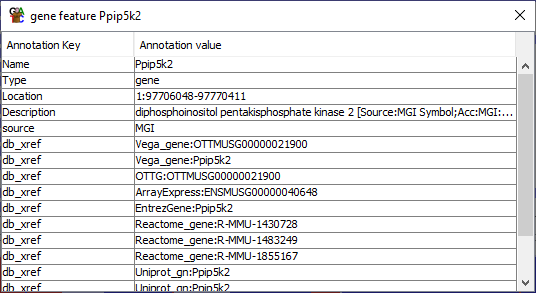 gene feature Ppip5k2
Annotation Key Annotation value
Name Ppip5k2
Type gene
Location 1:97706048-97770411
Description diphosphoinositol pentakisphosphate kinase 2 [Source:MGI Symbol;Acc:MGI:...
source MGI
db_xref Vega_gene:OTTMUSG00000021900
db_xref Vega_gene:Ppip5k2
db_xref OTTG:OTTMUSG00000021900
db_xref ArrayExpress:ENSMUSG00000040648
db_xref EntrezGene:Ppip5k2
db_xref Reactome_gene:R-MMU-1430728
db_xref Reactome_gene:R-MMU-1483249
db_xref Reactome_gene:R-MMU-1855167
db_xref Uniprot_gn:Ppip5k2
db_xref Uniprot_gn:Ppip5k2